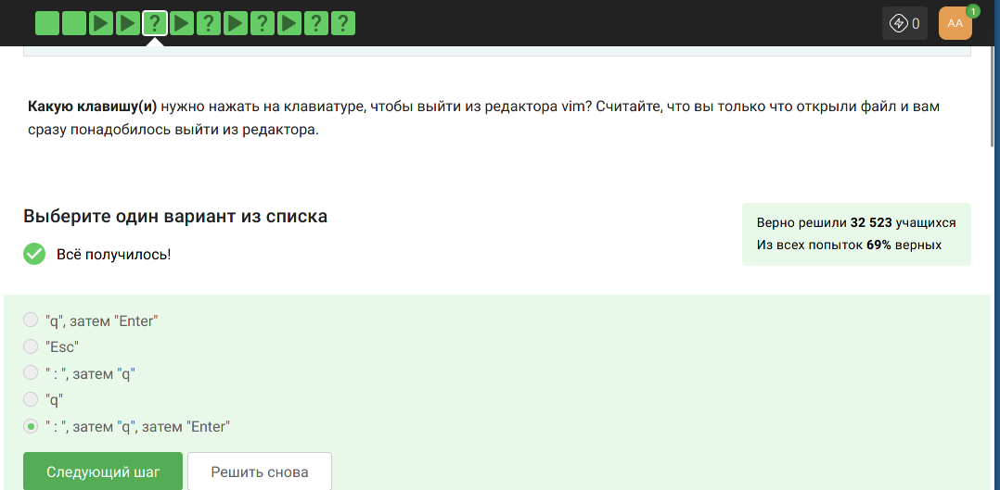 ? ? ? ? ?
0
AA
1
Какую клавишу(и) нужно нажать на клавиатуре, чтобы выйти из редактора vim? Считайте, что вы только что открыли файл и вам
сразу понадобилось выйти из редактора.
Выберите один вариант из списка
Верно решили 32 523 учащихся
Из всех попыток 69% верных
Всё получилось!
"q", затем "Enter"
"Esc"
" : ", затем "q"
"q"
" : ", затем "q", затем "Enter"
Следующий шаг
Решить снова